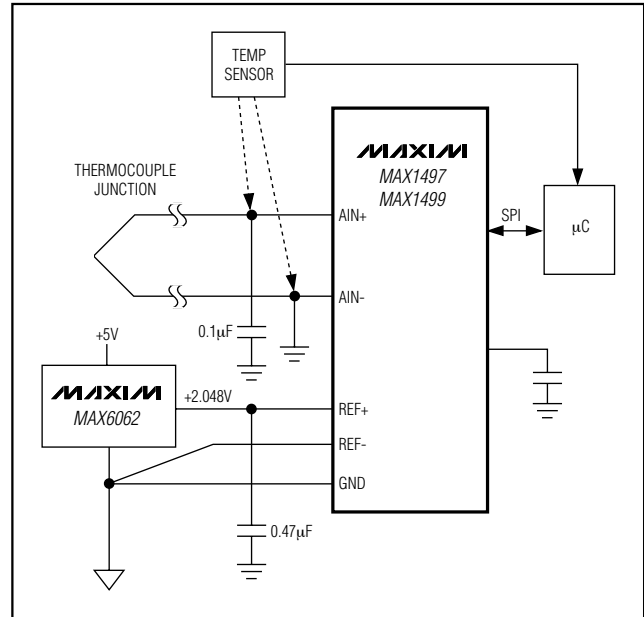 TEMP
SENSOR
MAXIM
MAX1497
MAX1499
THERMOCOUPLE
JUNCTION
AIN+
SPI
µC
AIN-
0.1µF
+5V
MAXIM
MAX6062
+2.048V
REF+
REF-
GND
0.47µF